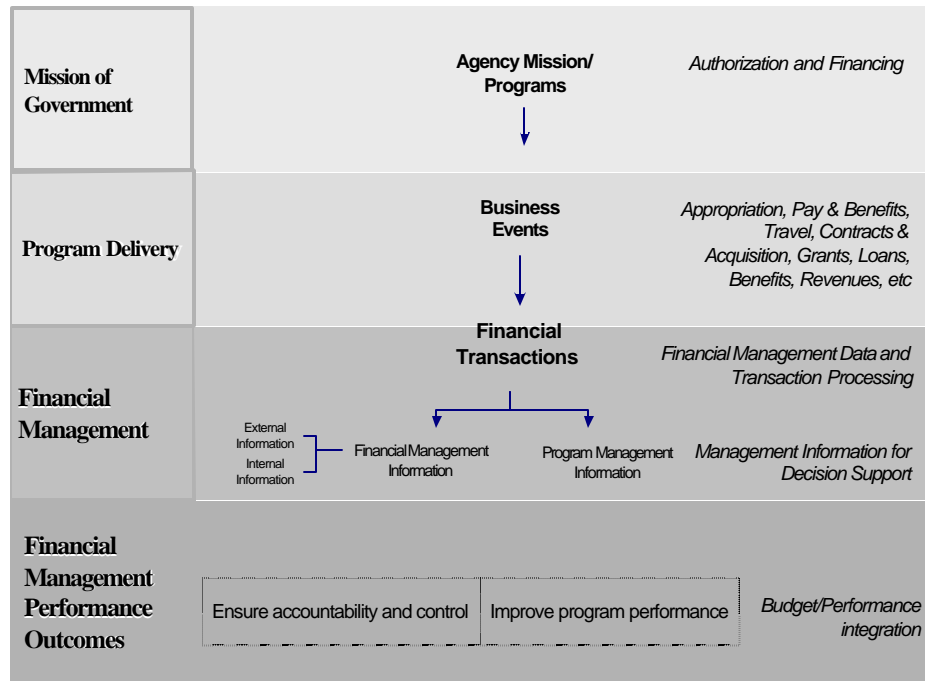 Mission of
Government
Agency Mission/
Programs
Authorization and Financing
Program Delivery
Business
Events
Appropriation, Pay & Benefits,
Travel, Contracts &
Acquisition, Grants, Loans,
Benefits, Revenues, etc
Financial
Management
Financial
Transactions
Financial Management Data and
Transaction Processing
External
Information
Internal
Information
Financial Management
Information
Program Management
Information
Management Information for
Decision Support
Financial
Management
Performance
Outcomes
Ensure accountability and control
Improve program performance
Budget/Performance
integration